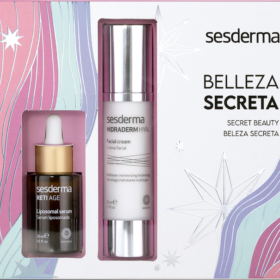 sesderma
BELLEZA
SECRETA
SECRET BEAUTY
BELEZA SECRETA
sesderma
HIDRADERM HYAL
Facial cream
sesderma
RETI AGE
Liposomal serum